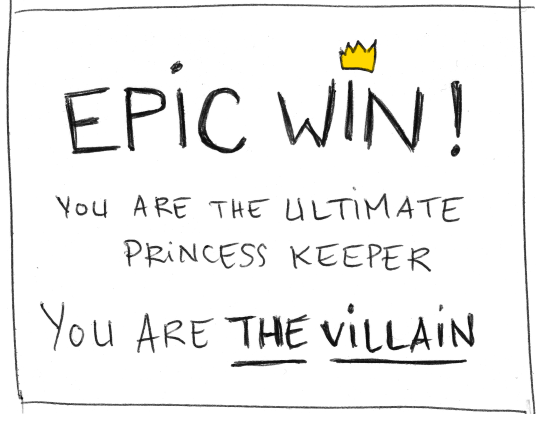 EPiC WiN!
YOU ARE THE ULTiMATE
PRiNCESS KEEPER
YOU ARE THE ViLLAiN